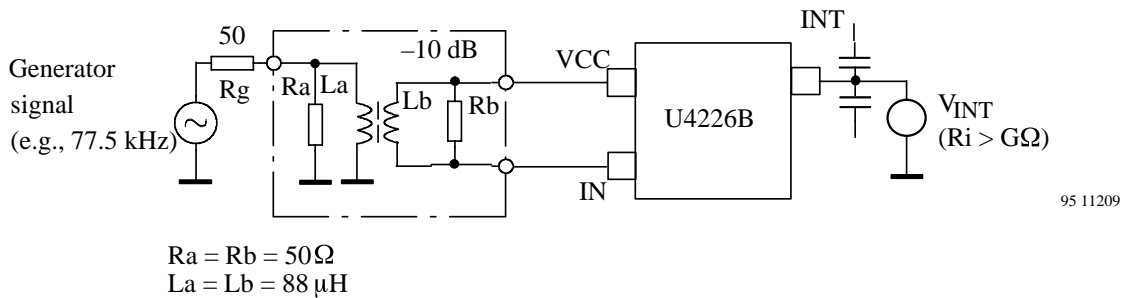 Generator
signal
(e.g., 77.5 kHz)
50
Rg
Ra
La
–10 dB
Lb
Rb
VCC
IN
U4226B
INT
VINT
(Ri > GΩ)
95 11209
Ra = Rb = 50Ω
La = Lb = 88 μH